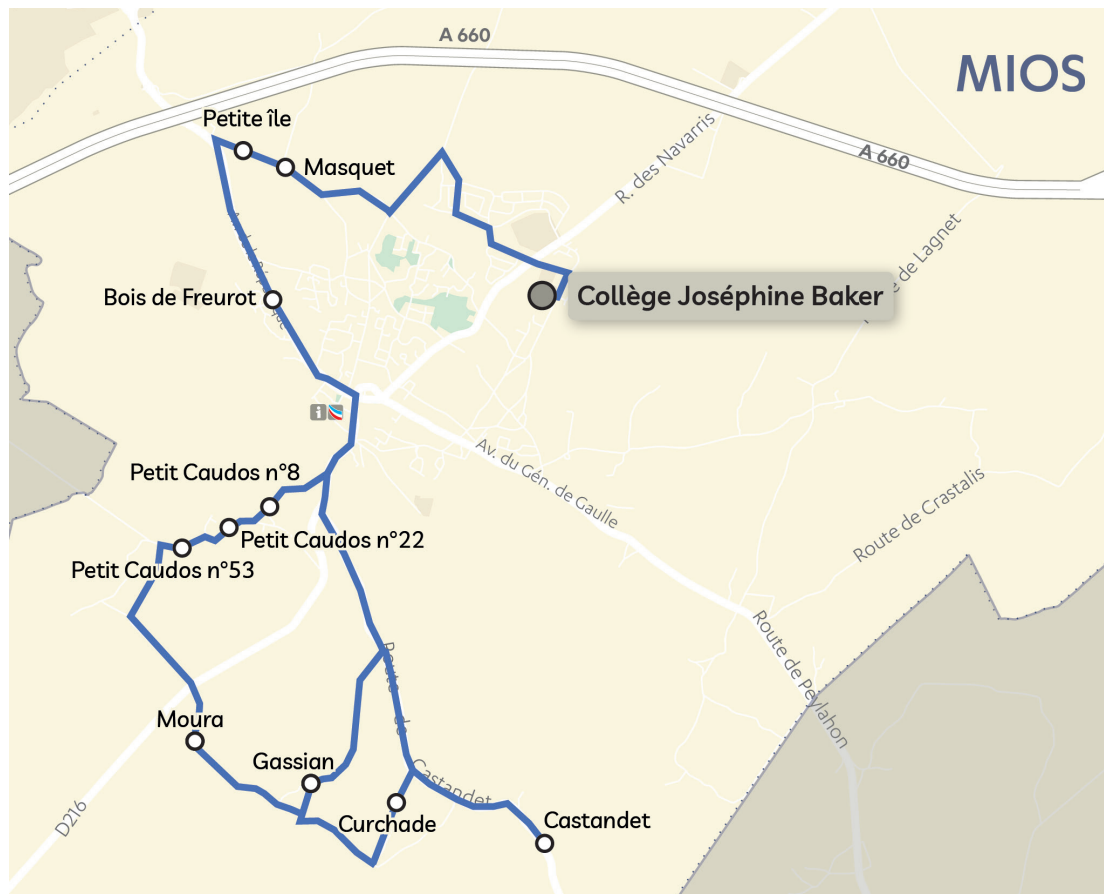 A 660
MIOS
Petite île
Masquet
R. des Navarris
A 660
Bois de Freurot
Collège Joséphine Baker
de Lagnet
Petit Caudos n°8
Av. du Gén. de Gaulle
Petit Caudos n°22
Route de Crastalis
Petit Caudos n°53
Route de Peylahon
Route de Castandet
Moura
Gassian
D216
Curchade
Castandet
i